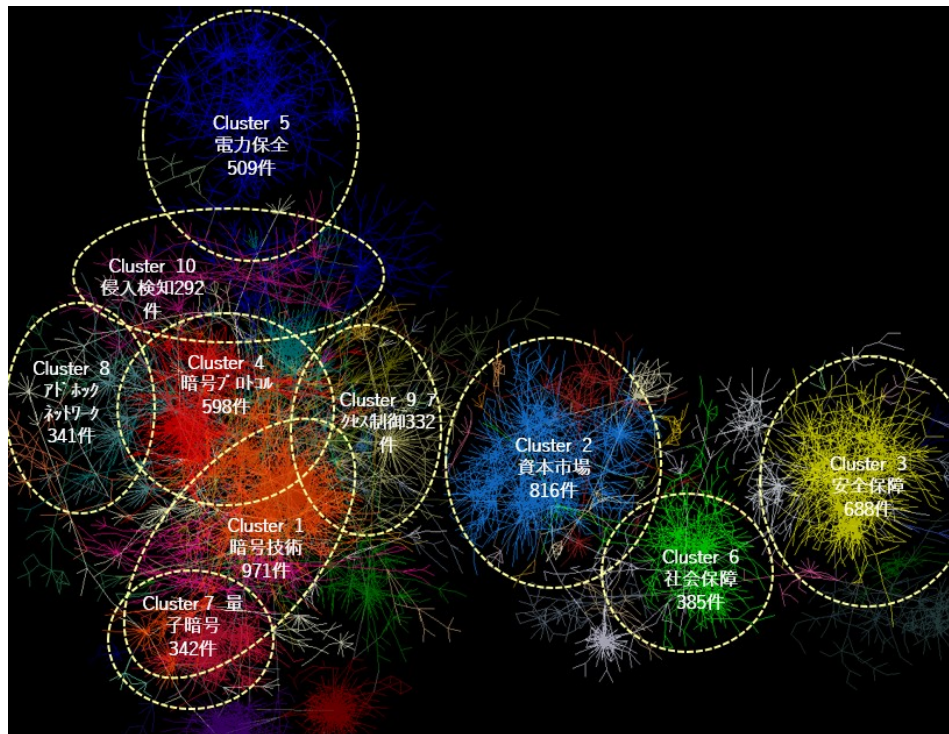 Cluster 5
電力保全
509件
Cluster 10
侵入検知292
件
Cluster 8
ｱﾄﾞﾎｯｸ
ﾈｯﾄﾜｰｸ
341件
Cluster 4
暗号ﾌﾟﾛﾄｺﾙ
598件
Cluster 9 ｱ
ｸｾｽ制御332
件
Cluster 2
資本市場
816件
Cluster 3
安全保障
688件
Cluster 1
暗号技術
971件
Cluster 6
社会保障
385件
Cluster 7 量
子暗号
342件